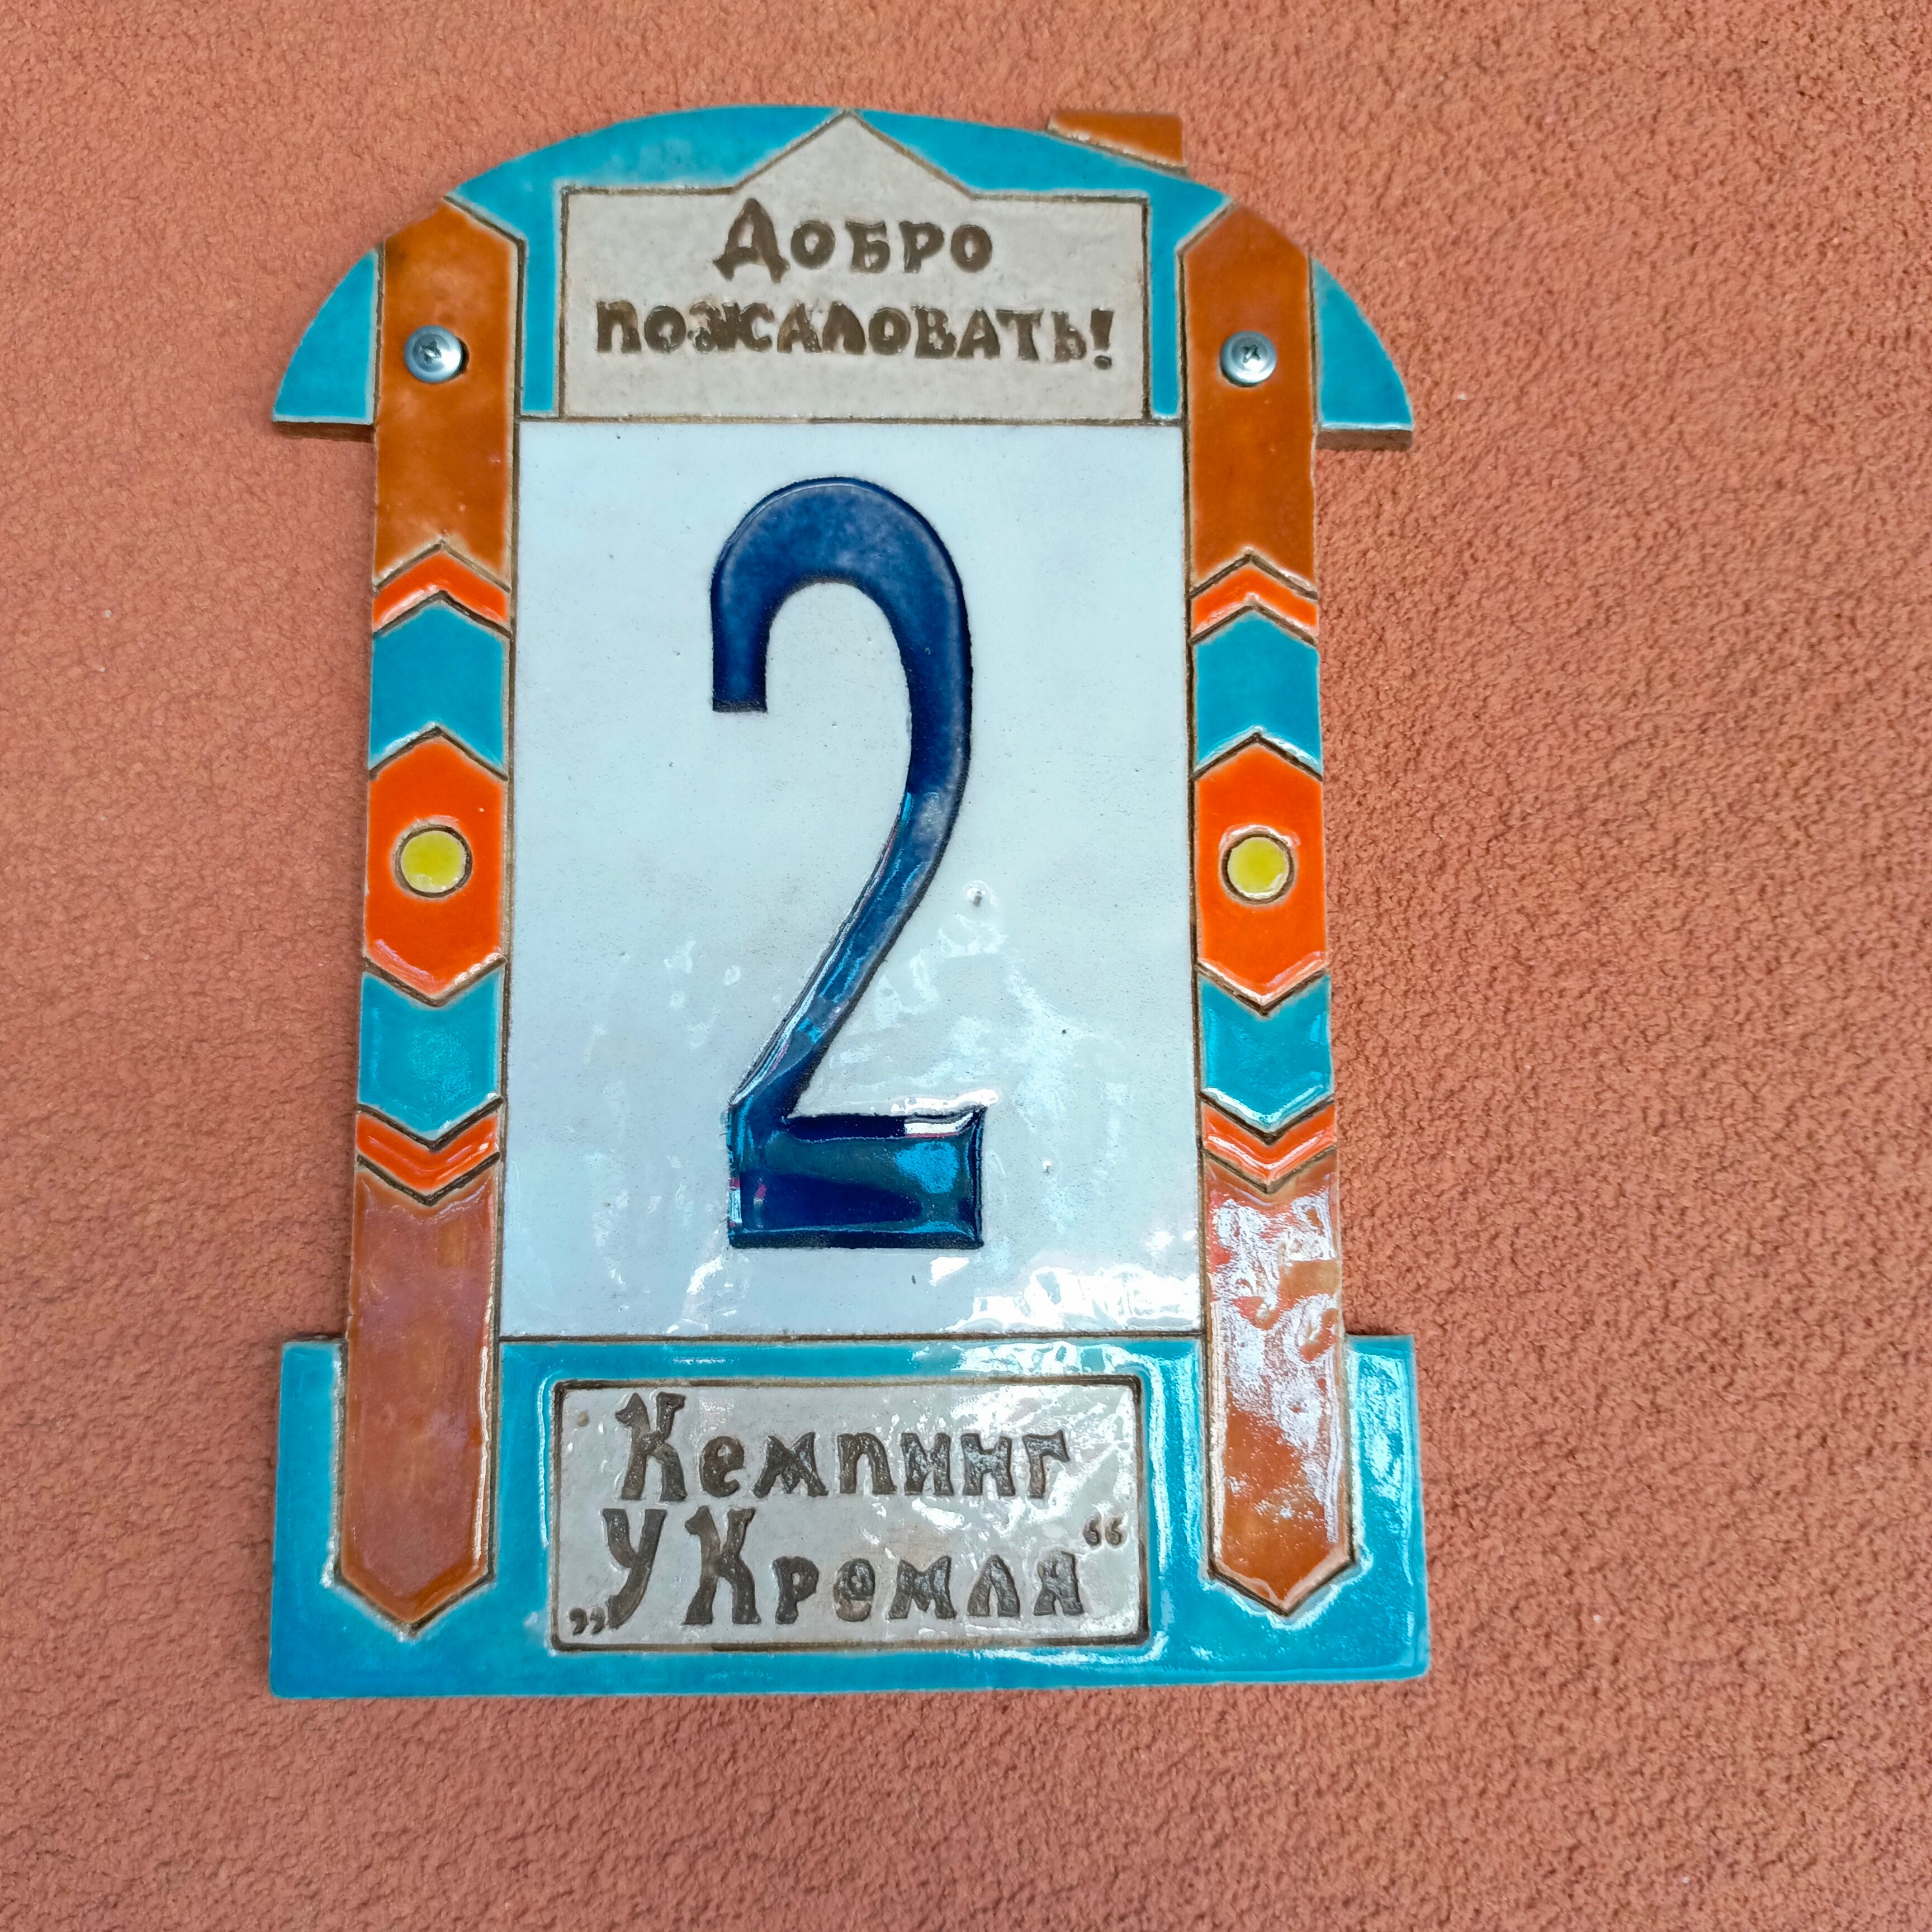 Добро
пожаловать!
2
Кемпинг
„У Кремля“